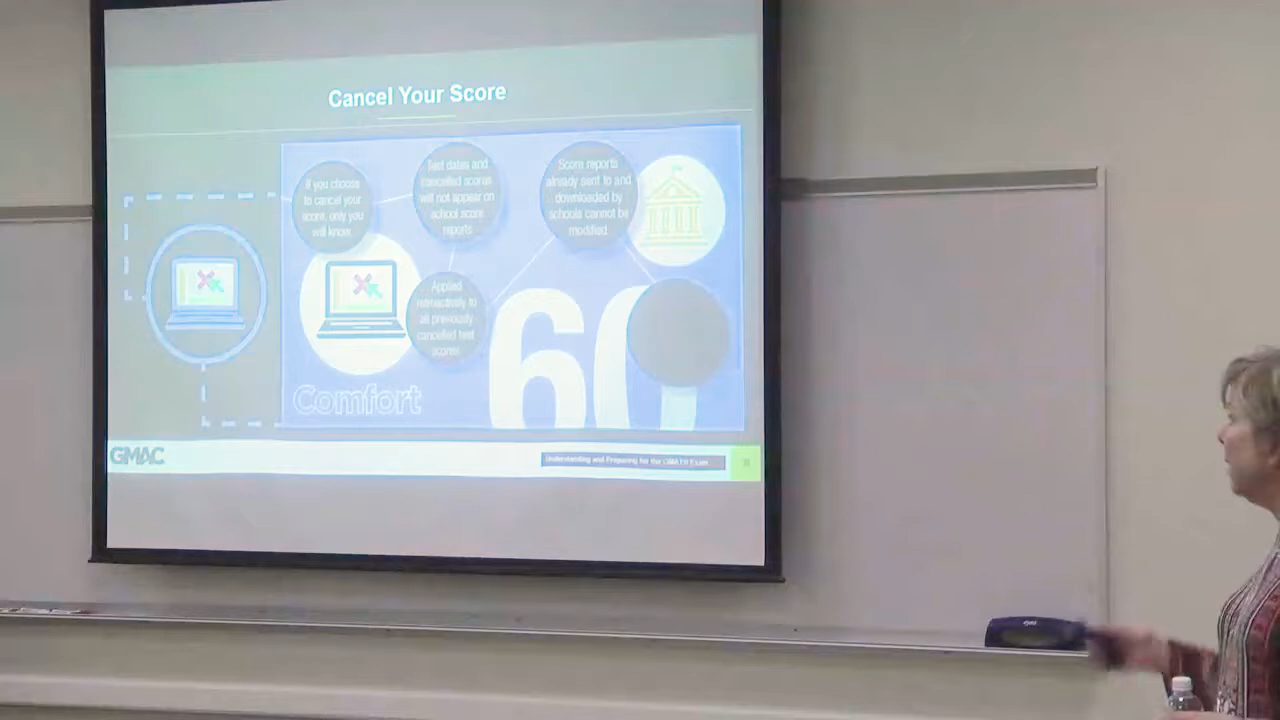 Cancel Your Score
If you choose
to cancel your
score, only you
will know.
Test dates and
cancelled scores
will not appear on
school score
reports
Score reports
already sent to and
downloaded by
schools cannot be
modified.
Applied
retroactively to
all previously
cancelled test
scores
60
Comfort
GMAC
Understanding and Preparing for the GMAT® Exam